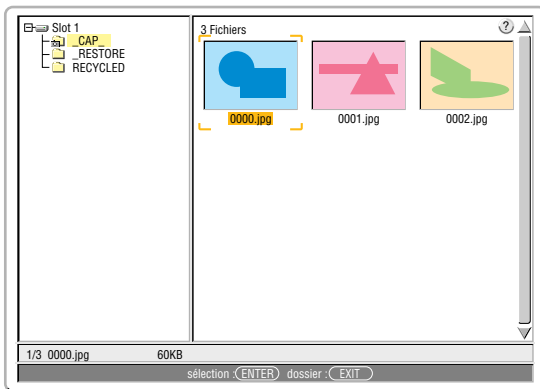 Slot 1
_CAP_
_RESTORE
RECYCLED
3 Fichiers
?
0000.jpg
0001.jpg
0002.jpg
1/3 0000.jpg 60KB
sélection :ENTER dossier : EXIT